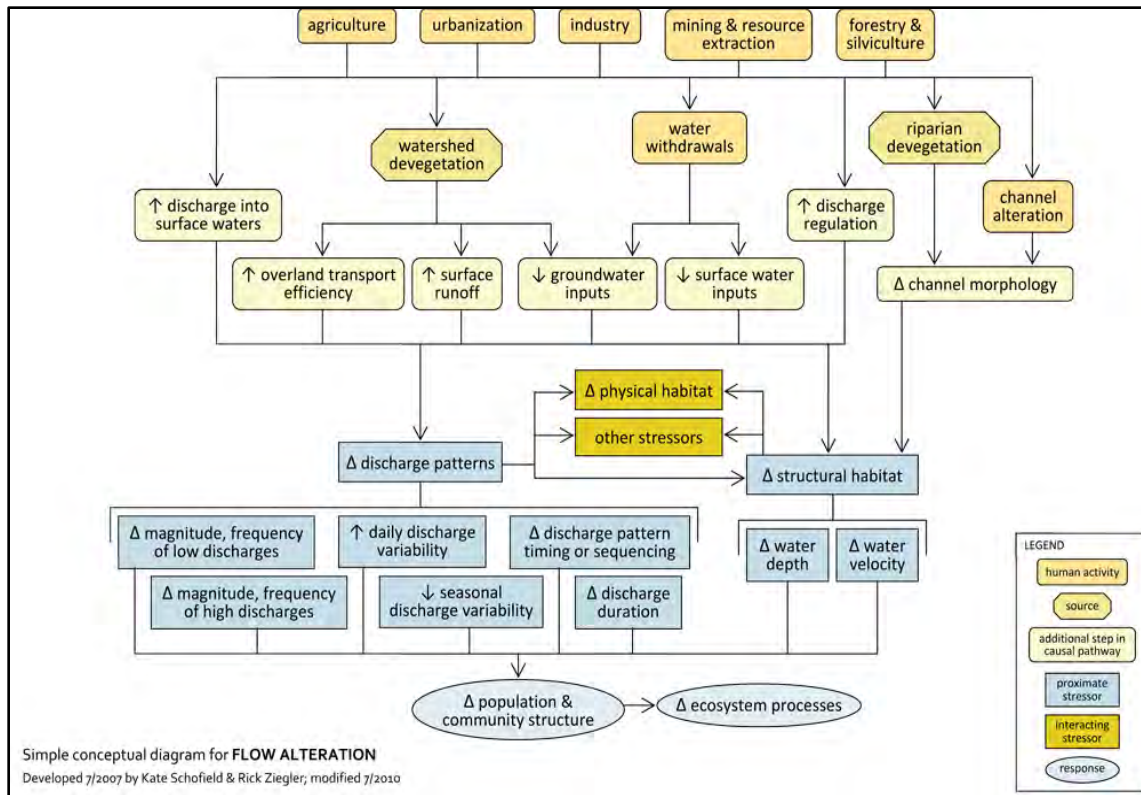 agriculture
urbanization
industry
mining & resource
extraction
forestry &
silviculture
watershed
devegetation
water
withdrawals
riparian
devegetation
↑ discharge into
surface waters
↑ discharge
regulation
channel
alteration
↑ overland transport
efficiency
↑ surface
runoff
↓ groundwater
inputs
↓ surface water
inputs
Δ channel morphology
Δ physical habitat
other stressors
Δ discharge patterns
Δ structural habitat
Δ magnitude, frequency
of low discharges
↑ daily discharge
variability
Δ discharge pattern
timing or sequencing
Δ water
depth
Δ water
velocity
Δ magnitude, frequency
of high discharges
↓ seasonal
discharge variability
Δ discharge
duration
Δ population &
community structure
Δ ecosystem processes
LEGEND
human activity
source
additional step in
causal pathway
proximate
stressor
interacting
stressor
response
Simple conceptual diagram for FLOW ALTERATION
Developed 7/2007 by Kate Schofield & Rick Ziegler; modified 7/2010